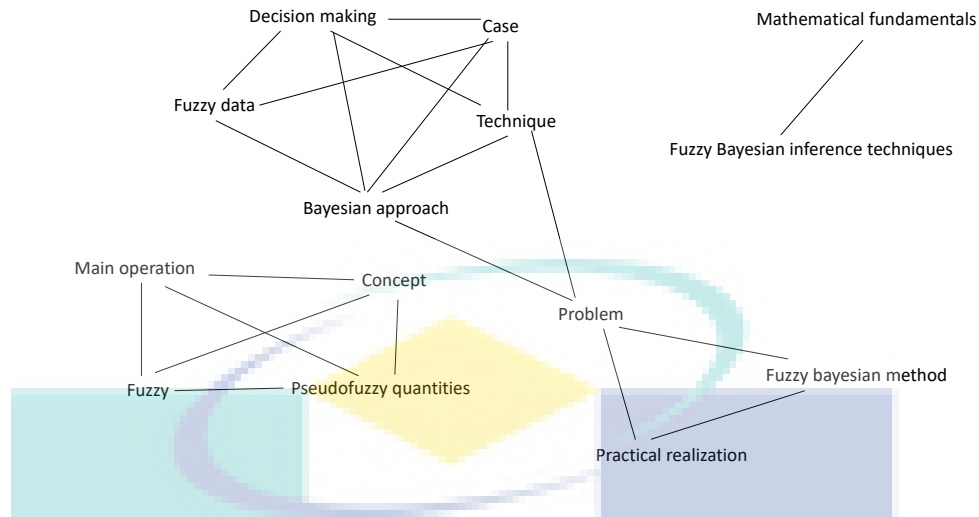 Decision making
Case
Mathematical fundamentals
Fuzzy data
Technique
Fuzzy Bayesian inference techniques
Bayesian approach
Main operation
Concept
Problem
Fuzzy
Pseudofuzzy quantities
Fuzzy bayesian method
Practical realization